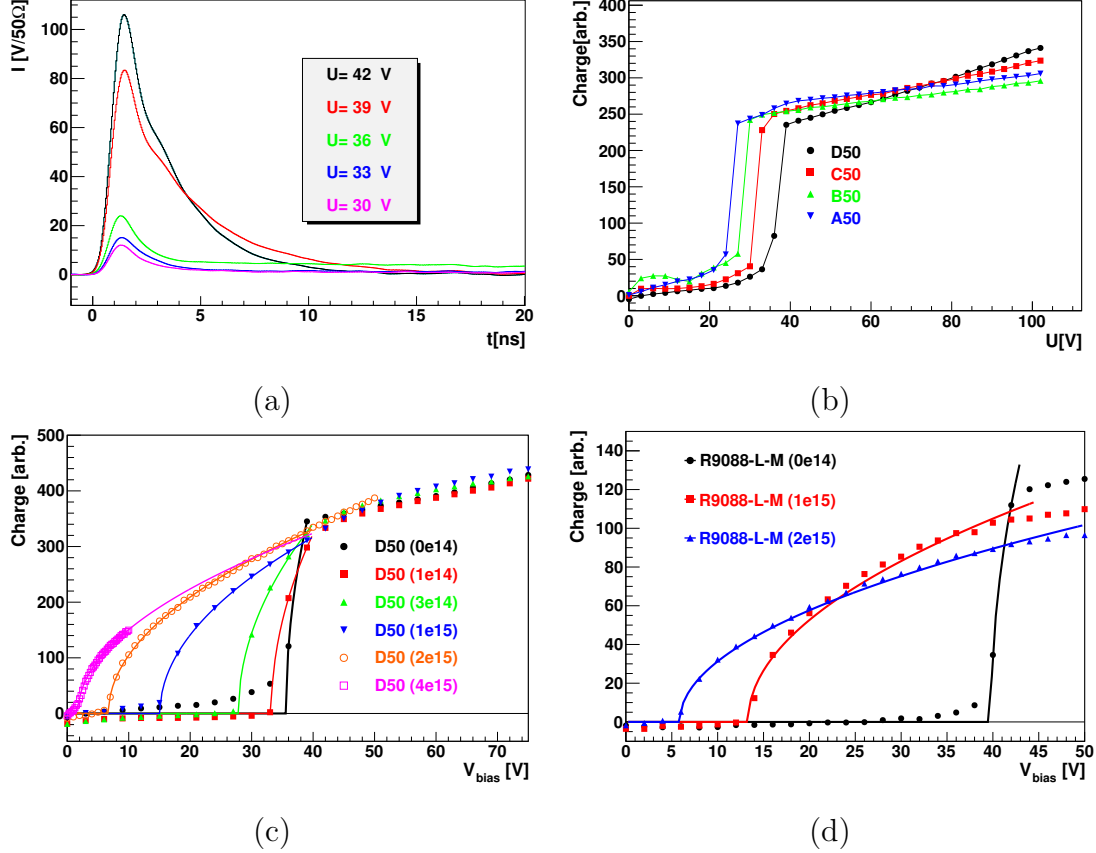 I [V/50Ω]
100
80
60
40
20
0
U= 42 V
U= 39 V
U= 36 V
U= 33 V
U= 30 V
0
5
10
15
20
t[ns]
(a)
Charge[arb.]
400
350
300
250
200
150
100
50
0
D50
C50
B50
A50
0
20
40
60
80
100
U[V]
(b)
Charge [arb.]
500
400
300
200
100
0
D50 (0e14)
D50 (1e14)
D50 (3e14)
D50 (1e15)
D50 (2e15)
D50 (4e15)
0
10
20
30
40
50
60
70
Vbias [V]
(c)
Charge [arb.]
140
120
100
80
60
40
20
0
R9088-L-M (0e14)
R9088-L-M (1e15)
R9088-L-M (2e15)
0
5
10
15
20
25
30
35
40
45
50
Vbias [V]
(d)